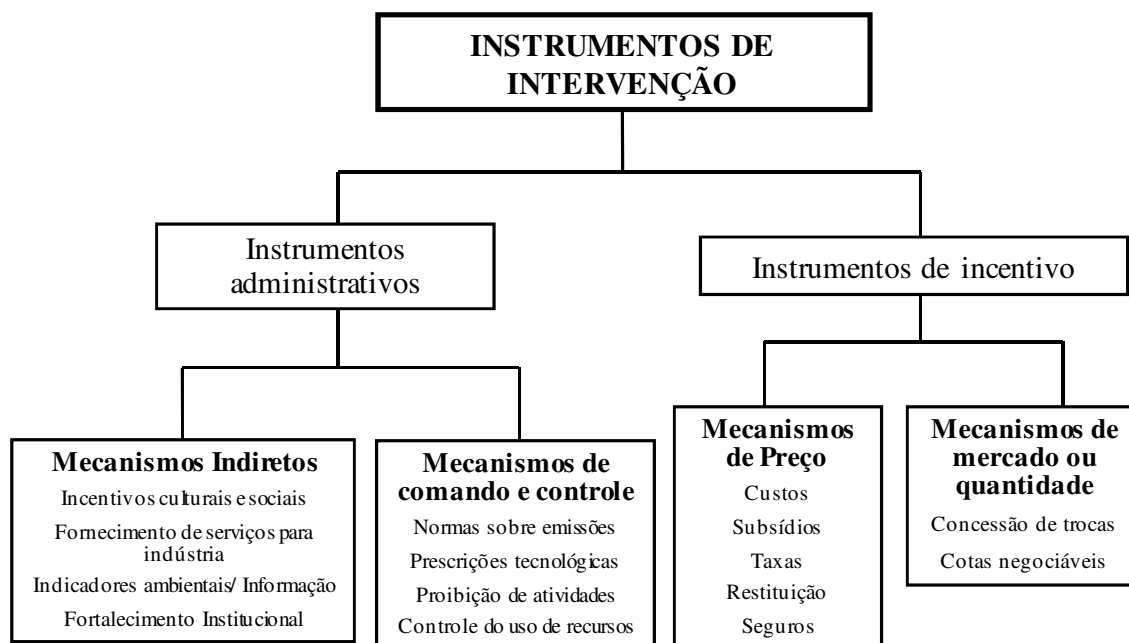 INSTRUMENTOS DE
INTERVENÇÃO
Instrumentos
administrativos
Instrumentos de incentivo
Mecanismos Indiretos
Incentivos culturais e sociais
Fornecimento de serviços para
indústria
Indicadores ambientais/ Informação
Fortalecimento Institucional
Mecanismos de
comando e controle
Normas sobre emissões
Prescrições tecnológicas
Proibição de atividades
Controle do uso de recursos
Mecanismos
de Preço
Custos
Subsídios
Taxas
Restituição
Seguros
Mecanismos de
mercado ou
quantidade
Concessão de trocas
Cotas negociáveis